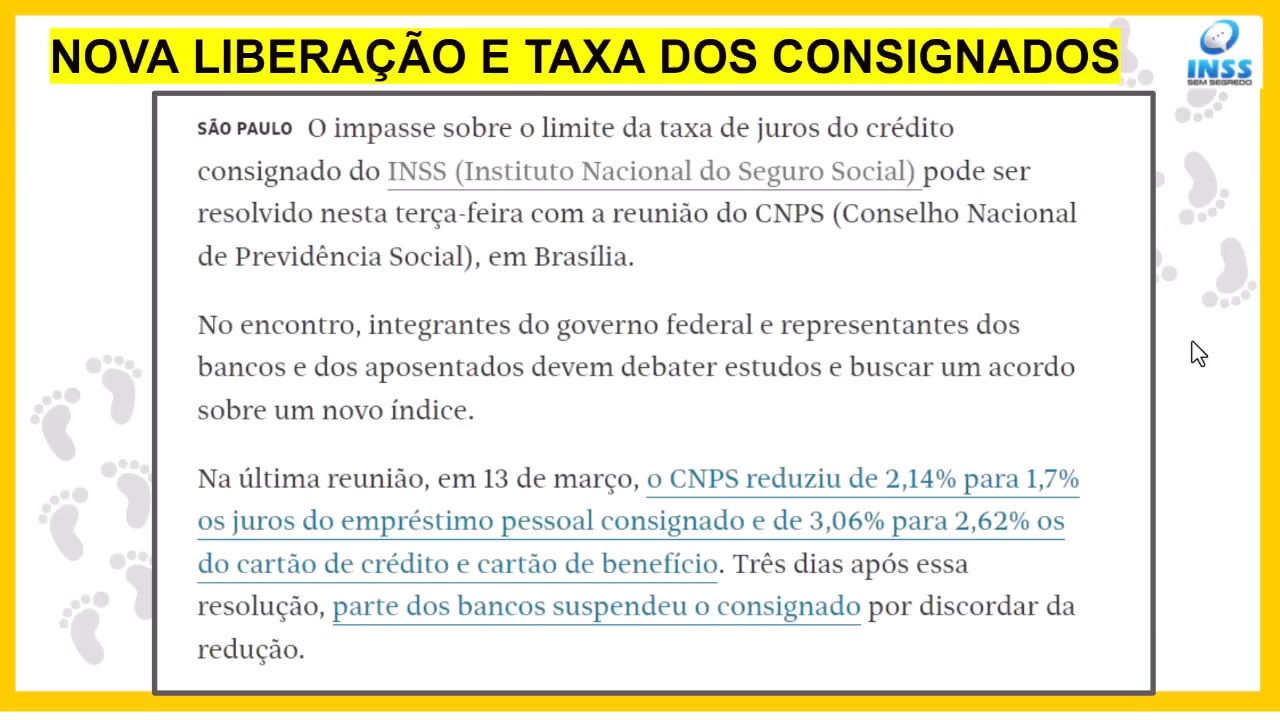 NOVA LIBERAÇÃO E TAXA DOS CONSIGNADOS
INSS
SEM SEGREDO
SÃO PAULO O impasse sobre o limite da taxa de juros do crédito
consignado do INSS (Instituto Nacional do Seguro Social) pode ser
resolvido nesta terça-feira com a reunião do CNPS (Conselho Nacional
de Previdência Social), em Brasília.
No encontro, integrantes do governo federal e representantes dos
bancos e dos aposentados devem debater estudos e buscar um acordo
sobre um novo índice.
Na última reunião, em 13 de março, o CNPS reduziu de 2,14% para 1,7%
os juros do empréstimo pessoal consignado e de 3,06% para 2,62% os
do cartão de crédito e cartão de benefício. Três dias após essa
resolução, parte dos bancos suspendeu o consignado por discordar da
redução.